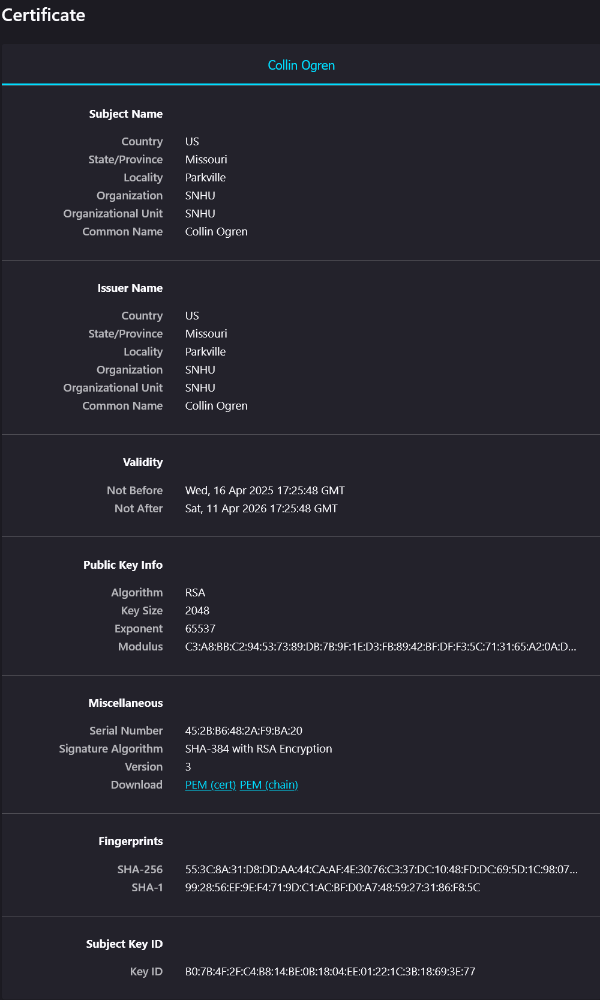 Certificate
Collin Ogren
Subject Name
Country US
State/Province Missouri
Locality Parkville
Organization SNHU
Organizational Unit SNHU
Common Name Collin Ogren
Issuer Name
Country US
State/Province Missouri
Locality Parkville
Organization SNHU
Organizational Unit SNHU
Common Name Collin Ogren
Validity
Not Before Wed, 16 Apr 2025 17:25:48 GMT
Not After Sat, 11 Apr 2026 17:25:48 GMT
Public Key Info
Algorithm RSA
Key Size 2048
Exponent 65537
Modulus C3:A8:BB:C2:94:53:73:89:DB:7B:9F:1E:D3:FB:89:42:BF:DF:F3:5C:71:31:65:A2:0A:D...
Miscellaneous
Serial Number 45:2B:B6:48:2A:F9:BA:20
Signature Algorithm SHA-384 with RSA Encryption
Version 3
Download PEM (cert) PEM (chain)
Fingerprints
SHA-256 55:3C:8A:31:D8:DD:AA:44:CA:AF:4E:30:76:C3:37:DC:10:48:FD:DC:69:5D:1C:98:07...
SHA-1 99:28:56:EF:9E:F4:71:9D:C1:AC:BF:D0:A7:48:59:27:31:86:F8:5C
Subject Key ID
Key ID B0:7B:4F:2F:C4:B8:14:BE:0B:18:04:EE:01:22:1C:3B:18:69:3E:77